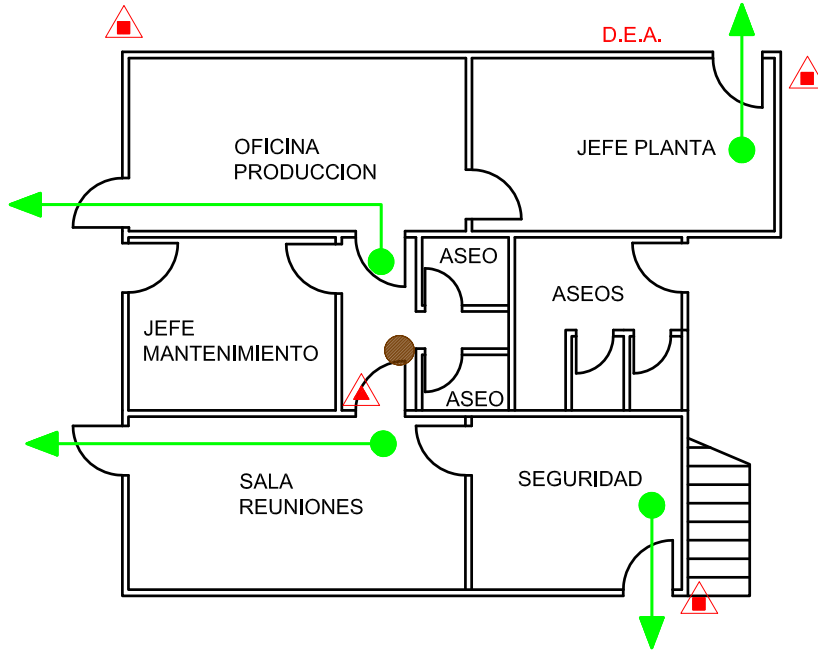 D.E.A.
OFICINA
PRODUCCION
JEFE PLANTA
ASEO
ASEOS
JEFE
MANTENIMIENTO
ASEO
SALA
REUNIONES
SEGURIDAD